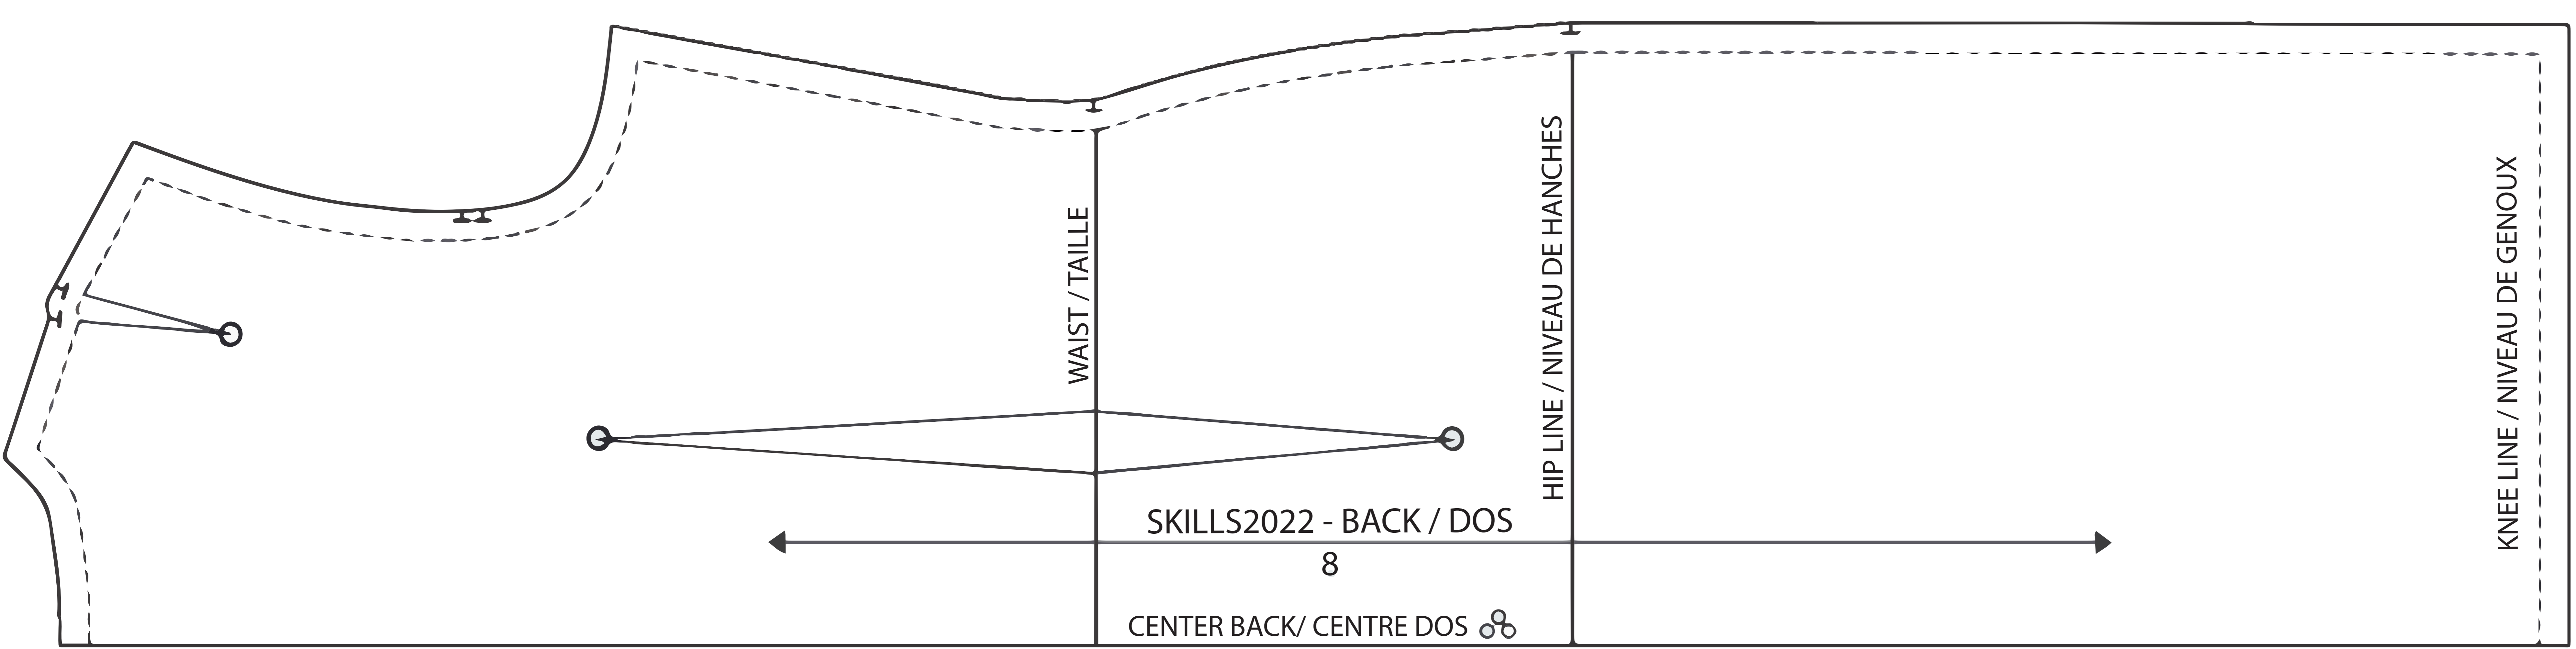 WAIST / TAILLE
HIP LINE / NIVEAU DE HANCHES
KNEE LINE / NIVEAU DE GENOUX
SKILLS2022 - BACK / DOS
8
CENTER BACK/ CENTRE DOS